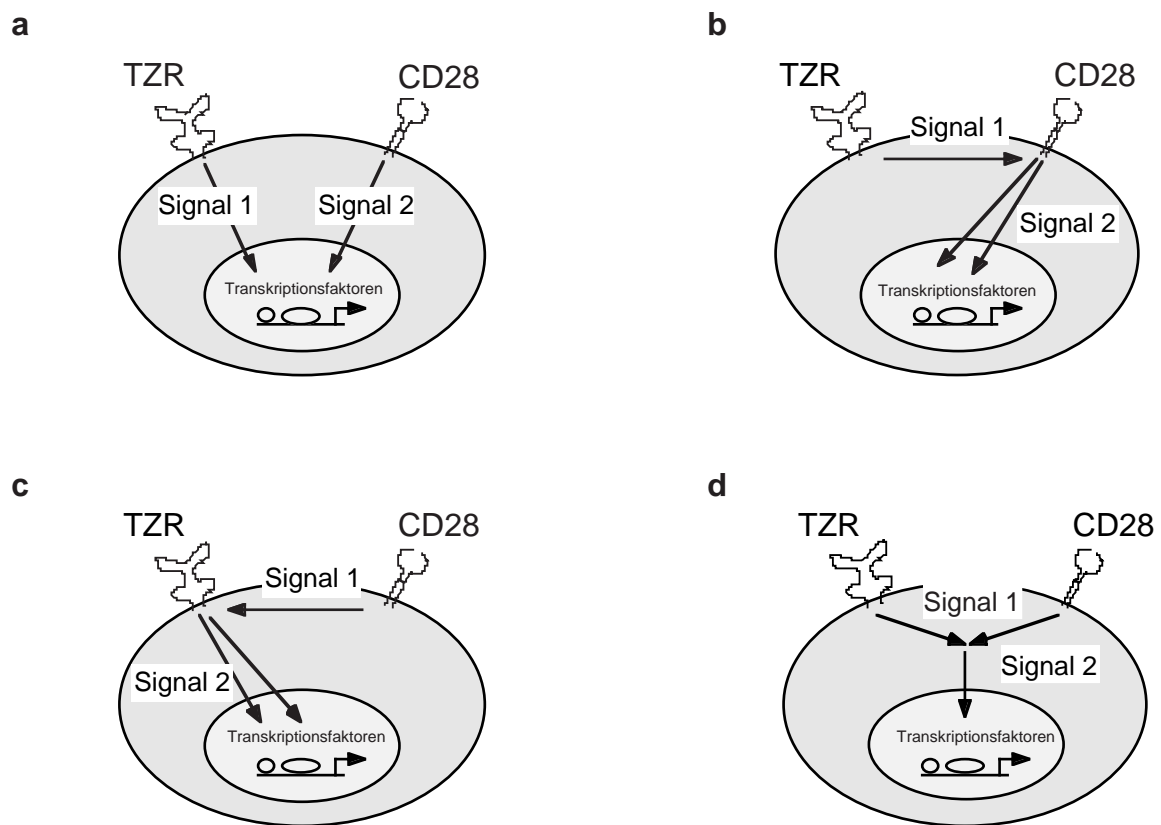 a
TZR
CD28
Signal 1
Signal 2
Transkriptionsfaktoren
b
TZR
CD28
Signal 1
Signal 2
Transkriptionsfaktoren
c
TZR
CD28
Signal 1
Signal 2
Transkriptionsfaktoren
d
TZR
CD28
Signal 1
Signal 2
Transkriptionsfaktoren